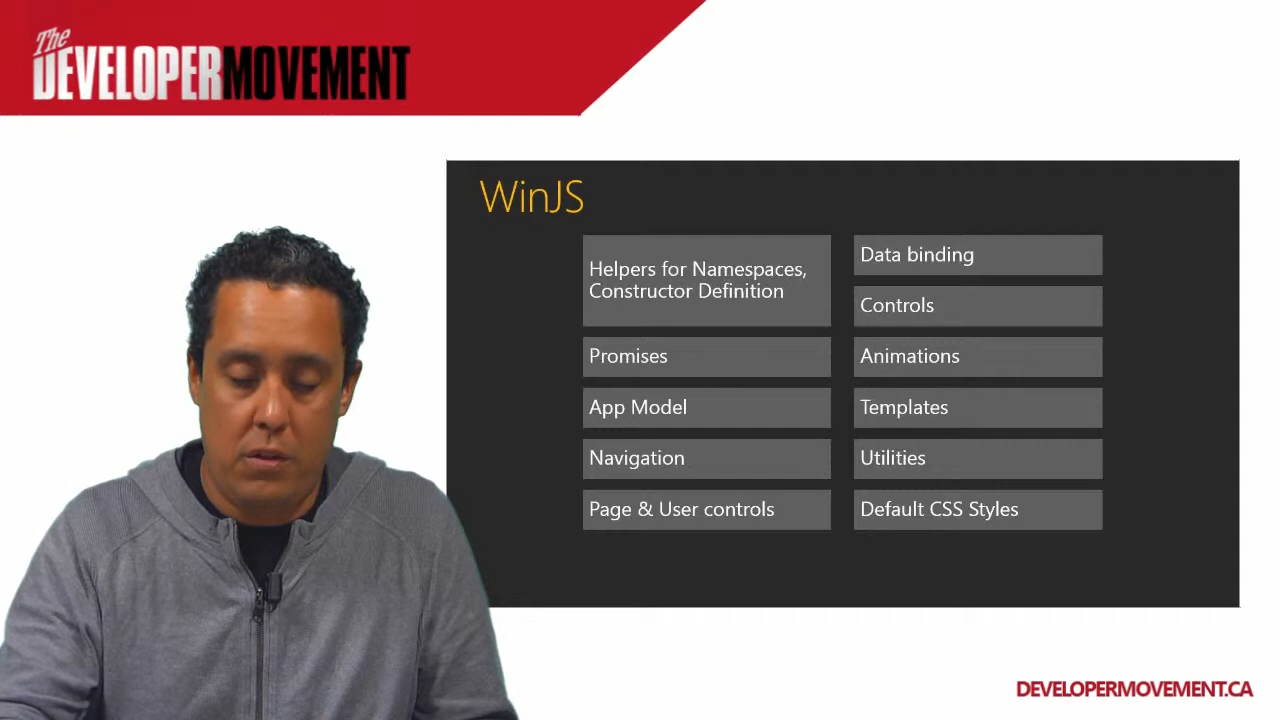 The
DEVELOPERMOVEMENT
WinJS
Helpers for Namespaces,
Constructor Definition
Promises
App Model
Navigation
Page & User controls
Data binding
Controls
Animations
Templates
Utilities
Default CSS Styles
DEVELOPERMOVEMENT.CA